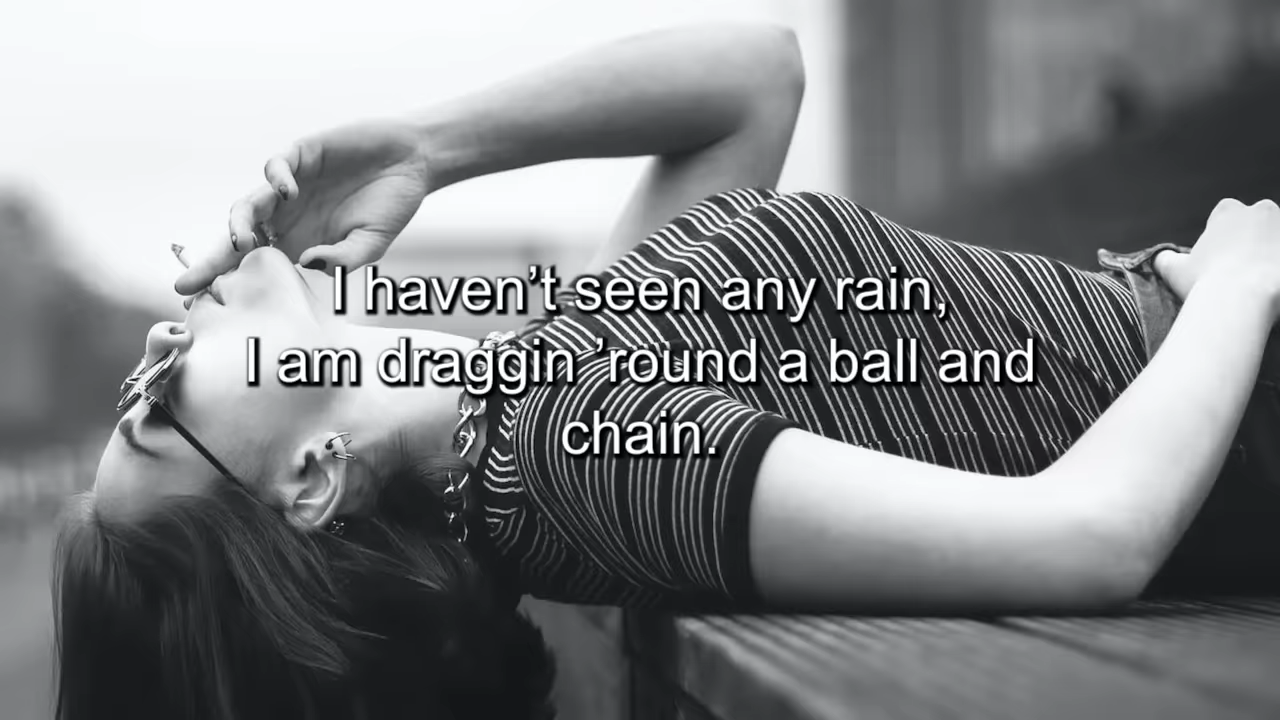 I haven’t seen any rain,
I am draggin ’round a ball and
chain.